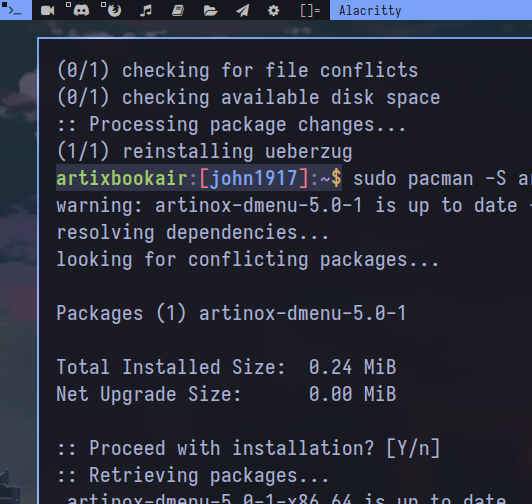 >_ []= Alacritty
(0/1) checking for file conflicts
(0/1) checking available disk space
:: Processing package changes...
(1/1) reinstalling ueberzug
artixbookair:[john1917]:~$ sudo pacman -S ar
warning: artinox-dmenu-5.0-1 is up to date -
resolving dependencies...
looking for conflicting packages...
Packages (1) artinox-dmenu-5.0-1
Total Installed Size: 0.24 MiB
Net Upgrade Size: 0.00 MiB
:: Proceed with installation? [Y/n]
:: Retrieving packages...
artinox-dmenu-5.0-1-x86_64 is up to date